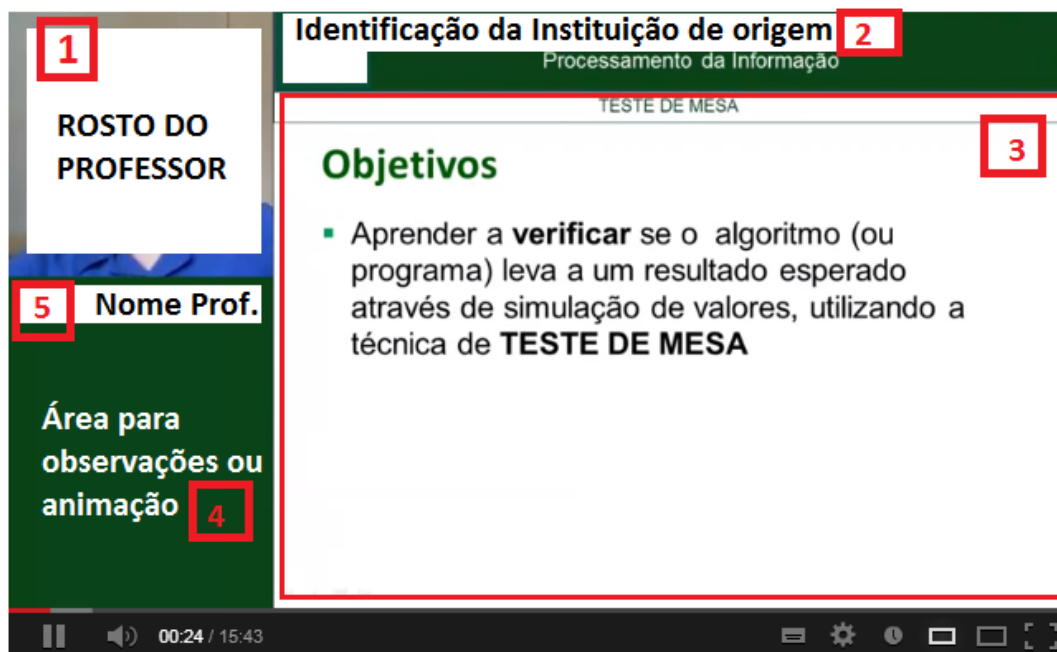 1
ROSTO DO
PROFESSOR
Identificação da Instituição de origem 2
Processamento da Informação
TESTE DE MESA
3
Objetivos
▪ Aprender a verificar se o algoritmo (ou
programa) leva a um resultado esperado
através de simulação de valores, utilizando a
técnica de TESTE DE MESA
5 Nome Prof.
Área para
observações ou
animação 4
00:24 / 15:43